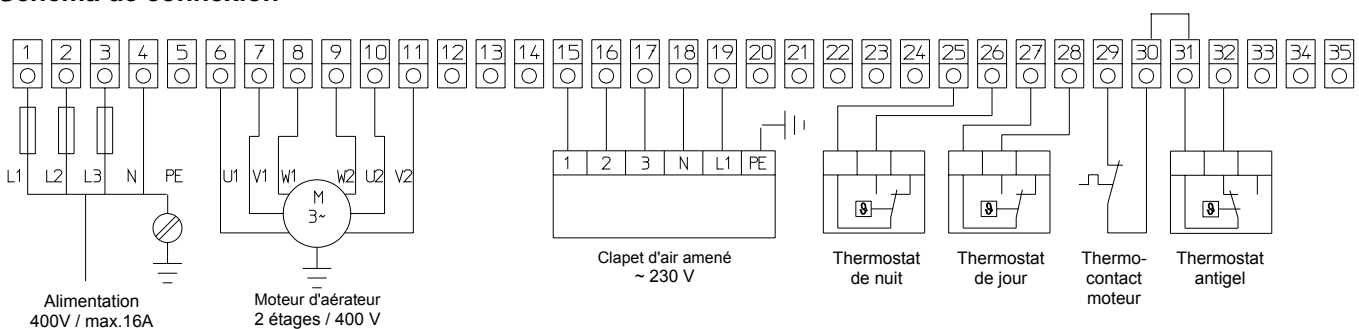 Schéma de connexion
1 2 3 4 5 6 7 8 9 10 11 12 13 14 15 16 17 18 19 20 21 22 23 24 25 26 27 28 29 30 31 32 33 34 35
1 2 3 N L1 PE
L1 L2 L3 N PE U1 V1 W1 W2 U2 V2
M
3~
ϑ ϑ ϑ
Alimentation
400V / max.16A
Moteur d'aérateur
2 étages / 400 V
Clapet d'air amené
~ 230 V
Thermostat
de nuit
Thermostat
de jour
Thermo-
contact
moteur
Thermostat
antigel